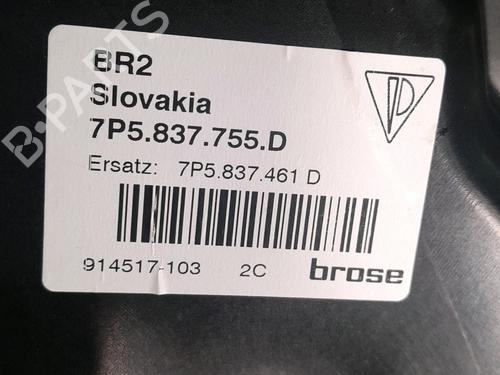 BR2
Slovakia
7P5.837.755.D
Ersatz: 7P5.837.461 D
914517-103 2C brose
B-PARTS